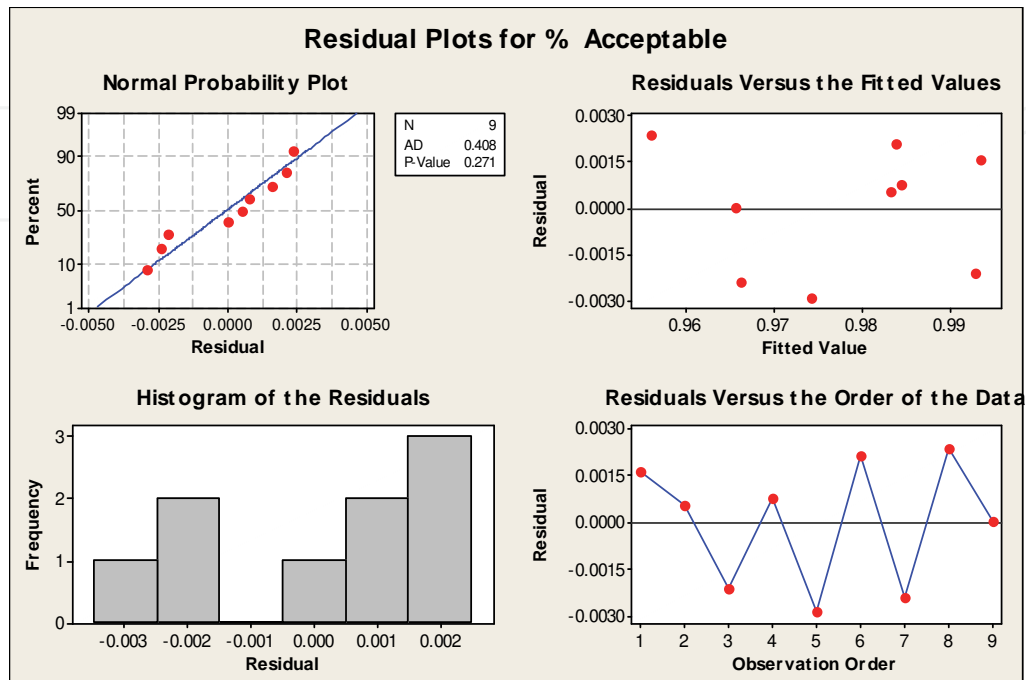 Residual Plots for % Acceptable
Normal Probability Plot
99
90
50
10
1
Percent
-0.0050 -0.0025 0.0000 0.0025 0.0050
Residual
N 9
AD 0.408
P-Value 0.271
Residuals Versus the Fitted Values
0.0030
0.0015
0.0000
-0.0015
-0.0030
Residual
0.96 0.97 0.98 0.99
Fitted Value
Histogram of the Residuals
3
2
1
0
Frequency
-0.003 -0.002 -0.001 0.000 0.001 0.002
Residual
Residuals Versus the Order of the Data
0.0030
0.0015
0.0000
-0.0015
-0.0030
Residual
1 2 3 4 5 6 7 8 9
Observation Order